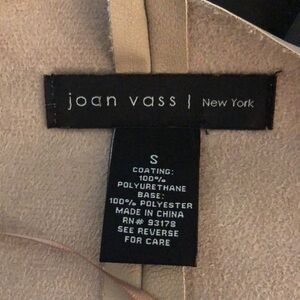 joan vass | New York
S
COATING:
100%
POLYURETHANE
BASE:
100% POLYESTER
MADE IN CHINA
RN# 93178
SEE REVERSE
FOR CARE